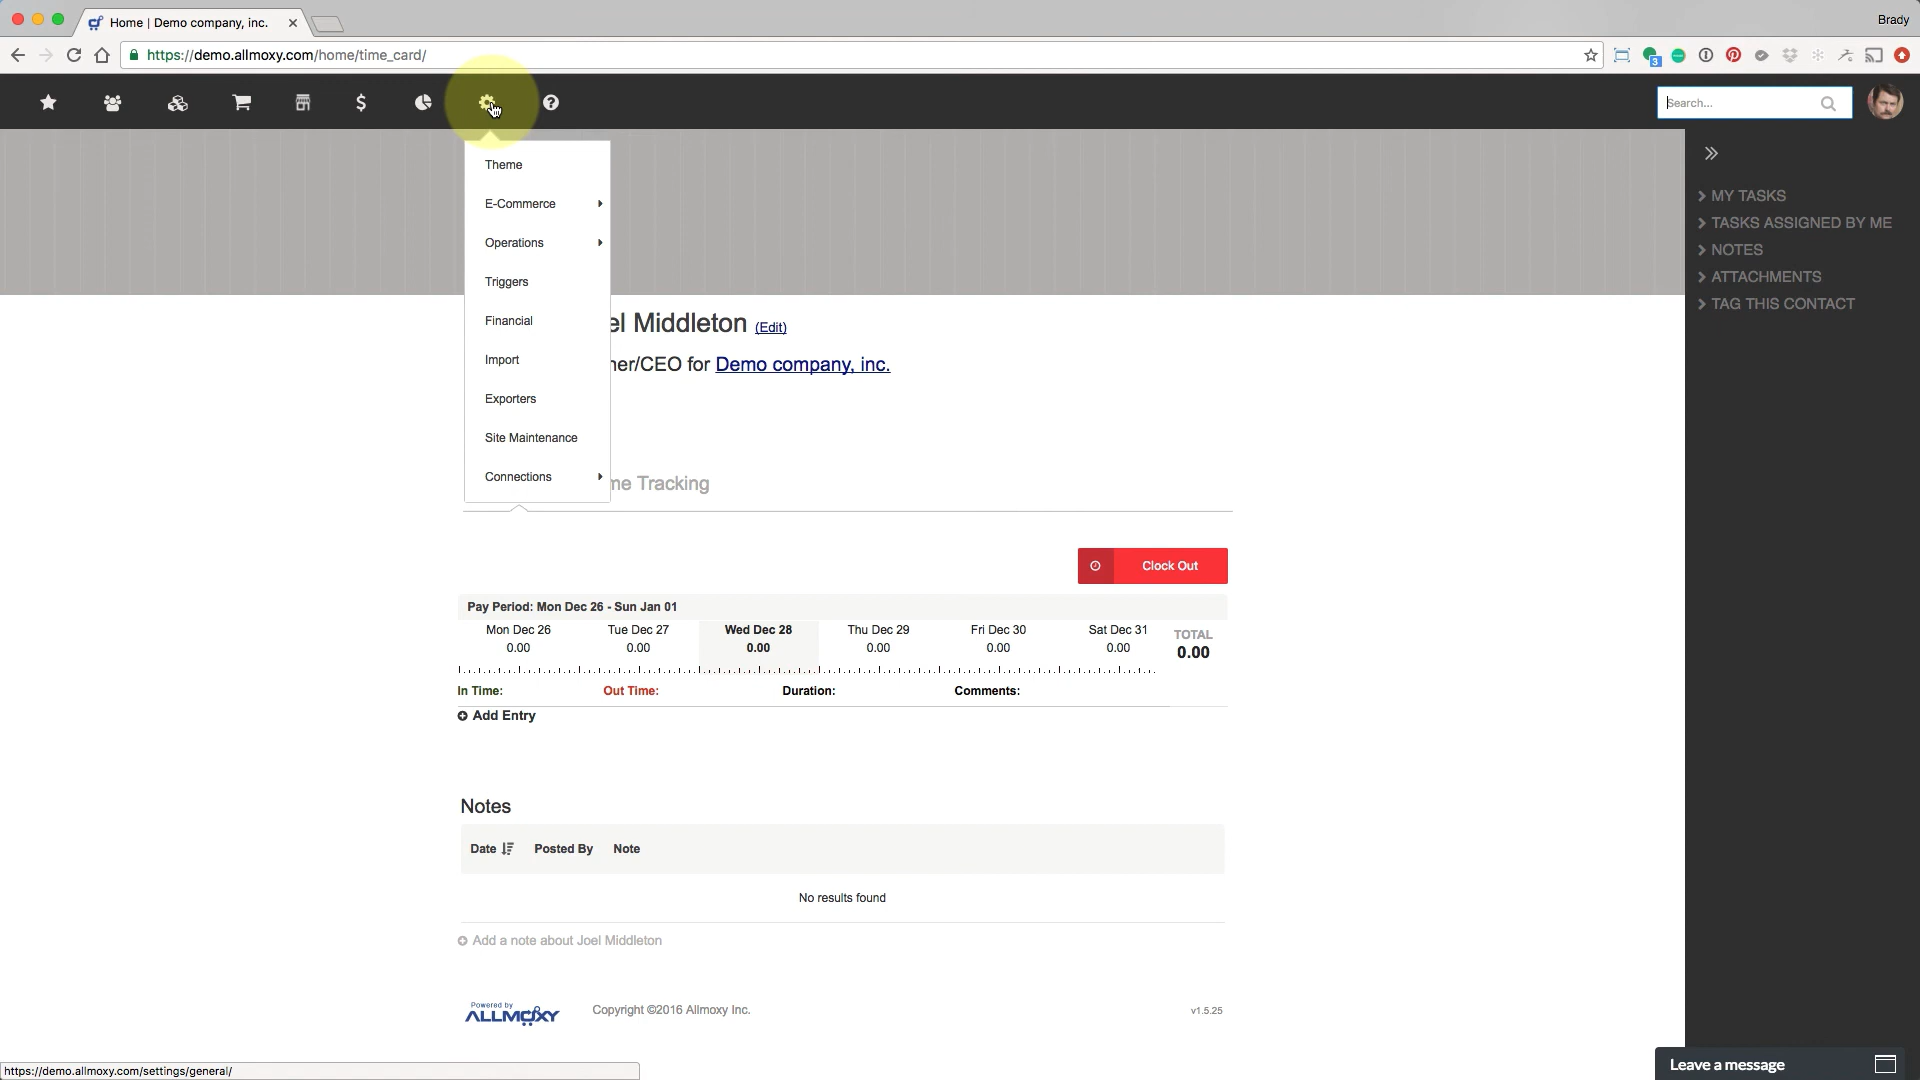 Home | Demo company, inc.
Brady
https://demo.allmoxy.com/home/time_card/
3
Search...
Theme
E-Commerce
Operations
Triggers
Financial
Import
Exporters
Site Maintenance
Connections
MY TASKS
TASKS ASSIGNED BY ME
NOTES
ATTACHMENTS
TAG THIS CONTACT
el Middleton (Edit)
ner/CEO for Demo company, inc.
me Tracking
Clock Out
Pay Period: Mon Dec 26 - Sun Jan 01
Mon Dec 26 Tue Dec 27 Wed Dec 28 Thu Dec 29 Fri Dec 30 Sat Dec 31 TOTAL
0.00 0.00 0.00 0.00 0.00 0.00 0.00
In Time: Out Time: Duration: Comments:
Add Entry
Notes
Date Posted By Note
No results found
Add a note about Joel Middleton
Powered by
ALLMOXY
Copyright ©2016 Allmoxy Inc.
v1.5.25
Leave a message
https://demo.allmoxy.com/settings/general/